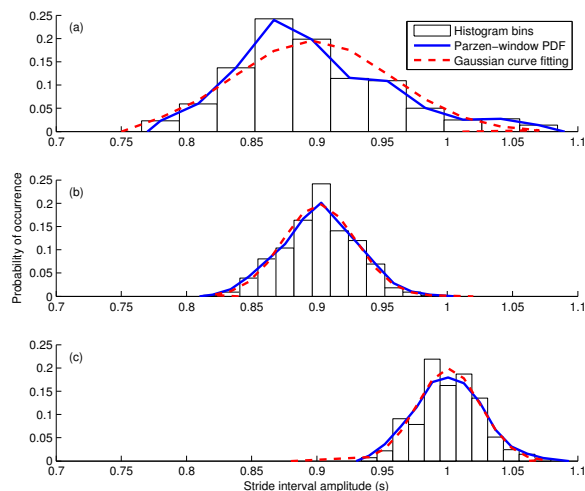 (a)
Histogram bins
Parzen−window PDF
Gaussian curve fitting
0.25
0.2
0.15
0.1
0.05
0
0.7 0.75 0.8 0.85 0.9 0.95 1 1.05 1.1
(b)
Probability of occurrence
0.25
0.2
0.15
0.1
0.05
0
0.7 0.75 0.8 0.85 0.9 0.95 1 1.05 1.1
(c)
0.25
0.2
0.15
0.1
0.05
0
0.7 0.75 0.8 0.85 0.9 0.95 1 1.05 1.1
Stride interval amplitude (s)